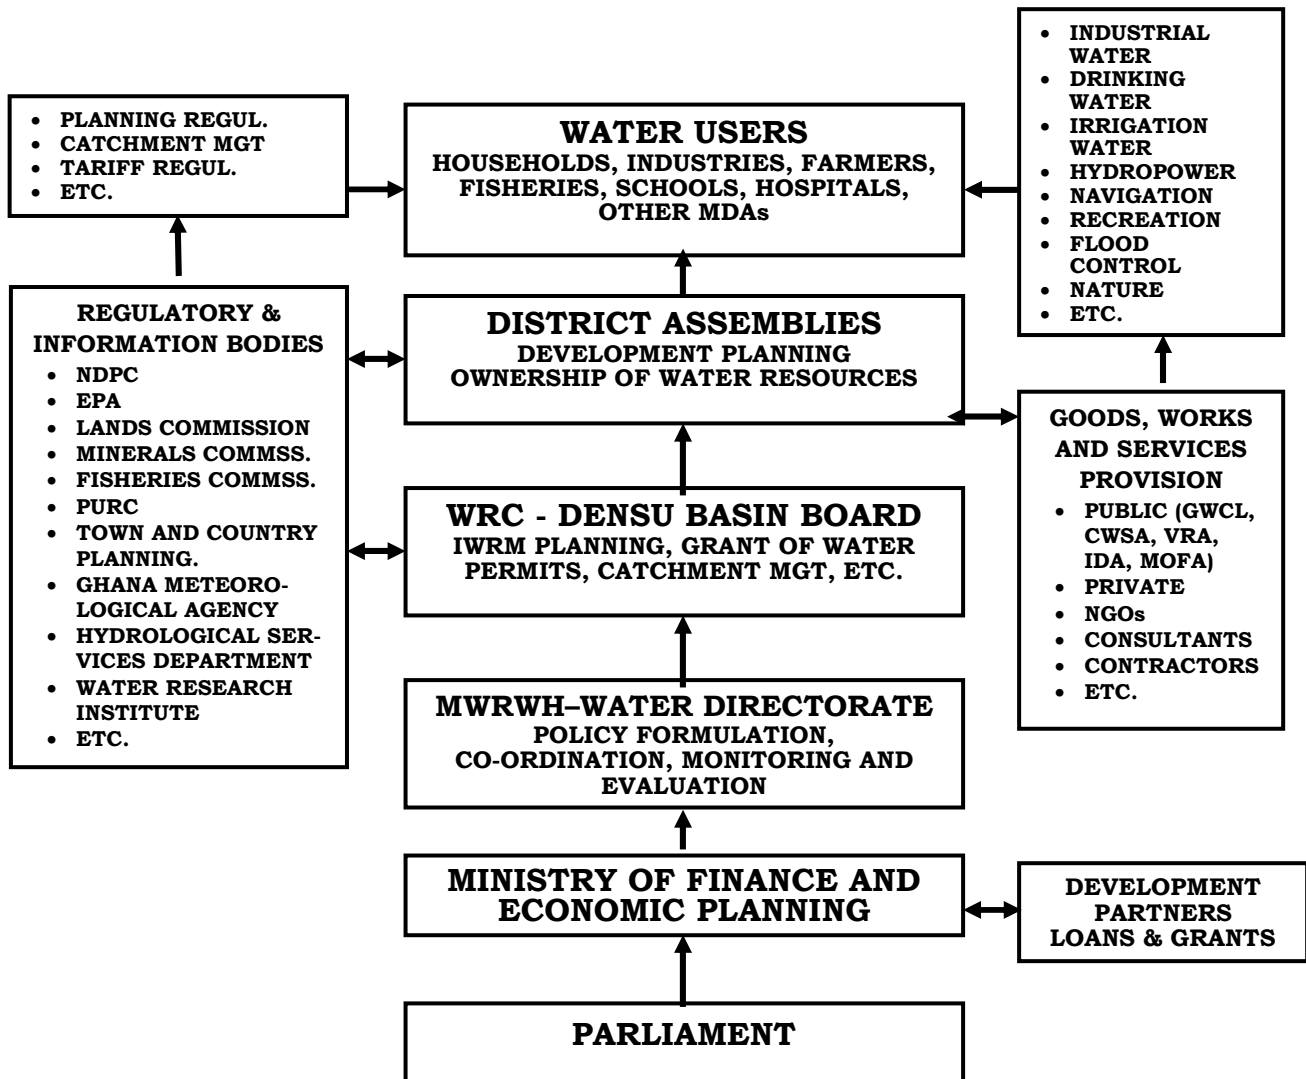 • PLANNING REGUL.
• CATCHMENT MGT
• TARIFF REGUL.
• ETC.
WATER USERS
HOUSEHOLDS, INDUSTRIES, FARMERS,
FISHERIES, SCHOOLS, HOSPITALS,
OTHER MDAs
• INDUSTRIAL
WATER
• DRINKING
WATER
• IRRIGATION
WATER
• HYDROPOWER
• NAVIGATION
• RECREATION
• FLOOD
CONTROL
• NATURE
• ETC.
REGULATORY &
INFORMATION BODIES
• NDPC
• EPA
• LANDS COMMISSION
• MINERALS COMMSS.
• FISHERIES COMMSS.
• PURC
• TOWN AND COUNTRY
PLANNING.
• GHANA METEORO-
LOGICAL AGENCY
• HYDROLOGICAL SER-
VICES DEPARTMENT
• WATER RESEARCH
INSTITUTE
• ETC.
DISTRICT ASSEMBLIES
DEVELOPMENT PLANNING
OWNERSHIP OF WATER RESOURCES
GOODS, WORKS
AND SERVICES
PROVISION
• PUBLIC (GWCL,
CWSA, VRA,
IDA, MOFA)
• PRIVATE
• NGOs
• CONSULTANTS
• CONTRACTORS
• ETC.
WRC - DENSU BASIN BOARD
IWRM PLANNING, GRANT OF WATER
PERMITS, CATCHMENT MGT, ETC.
MWRWH–WATER DIRECTORATE
POLICY FORMULATION,
CO-ORDINATION, MONITORING AND
EVALUATION
MINISTRY OF FINANCE AND
ECONOMIC PLANNING
DEVELOPMENT
PARTNERS
LOANS & GRANTS
PARLIAMENT